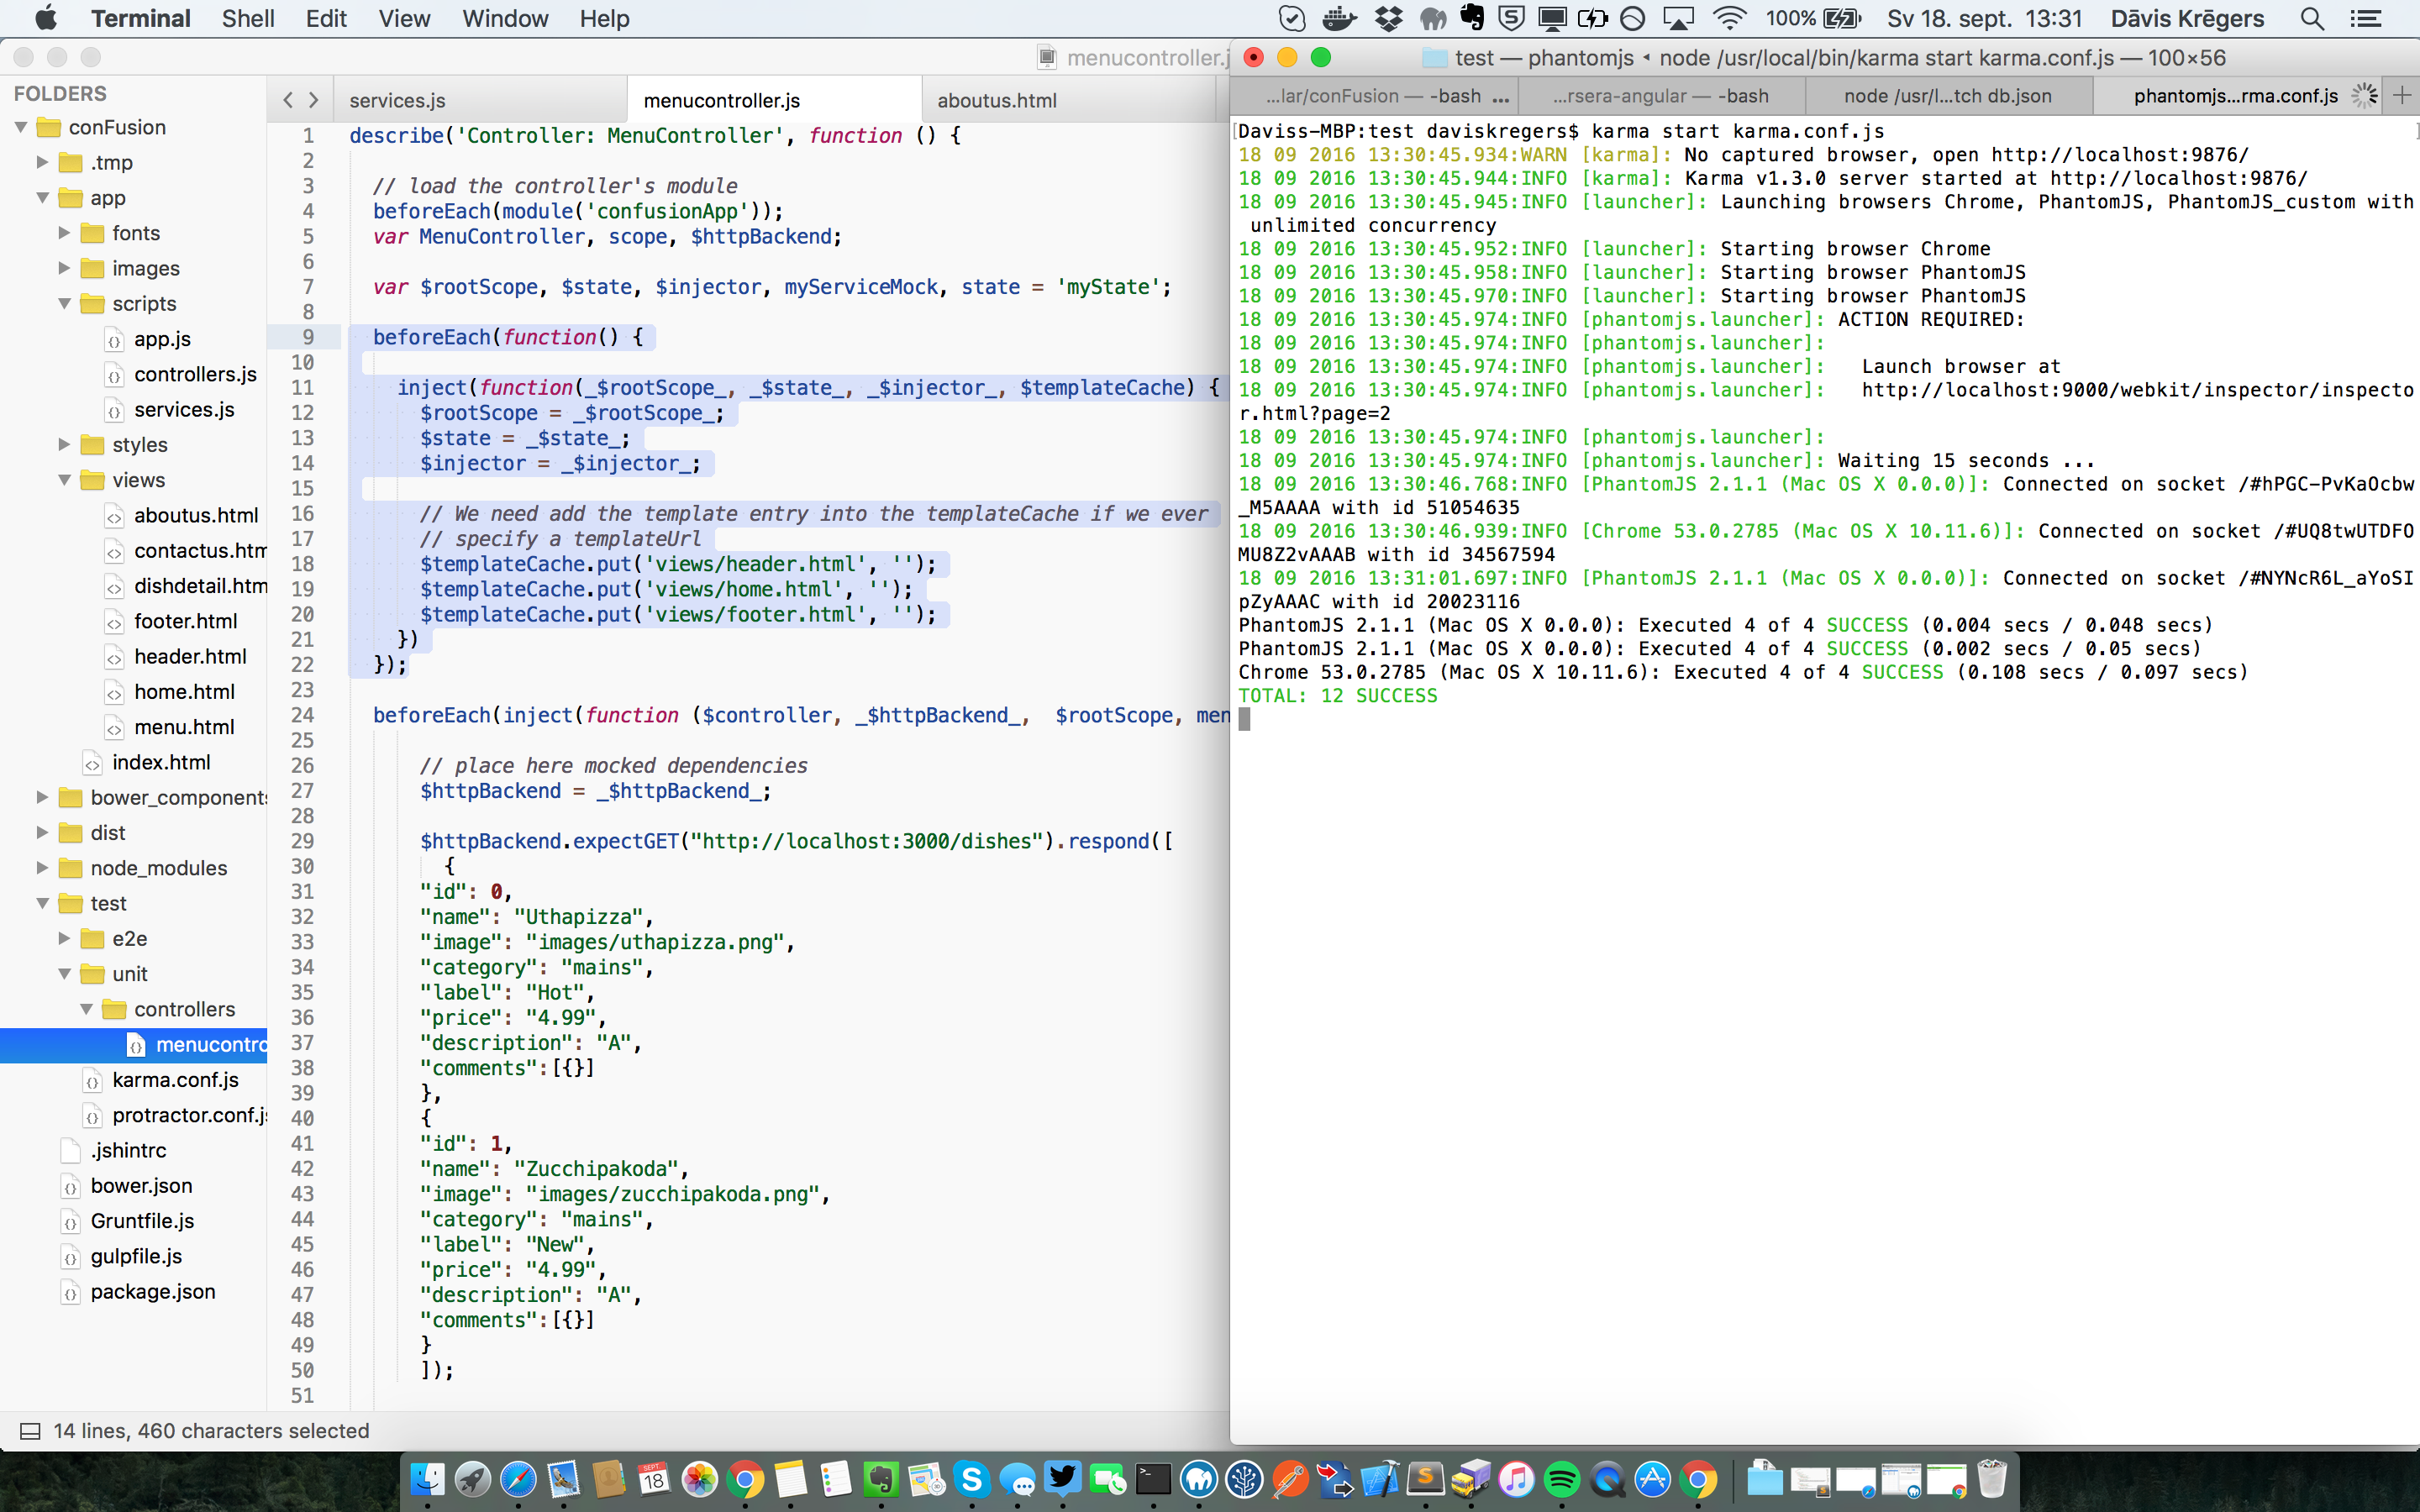 Terminal Shell Edit View Window Help 100% Sv 18. sept. 13:31 Dāvis Krēgers
menucontroller.j
FOLDERS
conFusion
.tmp
app
fonts
images
scripts
app.js
controllers.js
services.js
styles
views
aboutus.html
contactus.htm
dishdetail.htm
footer.html
header.html
home.html
menu.html
index.html
bower_components
dist
node_modules
test
e2e
unit
controllers
menucontro
karma.conf.js
protractor.conf.js
.jshintrc
bower.json
Gruntfile.js
gulpfile.js
package.json
services.js menucontroller.js aboutus.html
1 describe('Controller: MenuController', function () {
2
3 // load the controller's module
4 beforeEach(module('confusionApp'));
5 var MenuController, scope, $httpBackend;
6
7 var $rootScope, $state, $injector, myServiceMock, state = 'myState';
8
9 beforeEach(function() {
10
11 inject(function(_$rootScope_, _$state_, _$injector_, $templateCache) {
12 $rootScope = _$rootScope_;
13 $state = _$state_;
14 $injector = _$injector_;
15
16 // We need add the template entry into the templateCache if we ever
17 // specify a templateUrl
18 $templateCache.put('views/header.html', '');
19 $templateCache.put('views/home.html', '');
20 $templateCache.put('views/footer.html', '');
21 })
22 });
23
24 beforeEach(inject(function ($controller, _$httpBackend_,  $rootScope, men
25
26 // place here mocked dependencies
27 $httpBackend = _$httpBackend_;
28
29 $httpBackend.expectGET("http://localhost:3000/dishes").respond([
30 {
31 "id": 0,
32 "name": "Uthapizza",
33 "image": "images/uthapizza.png",
34 "category": "mains",
35 "label": "Hot",
36 "price": "4.99",
37 "description": "A",
38 "comments":[{}]
39 },
40 {
41 "id": 1,
42 "name": "Zucchipakoda",
43 "image": "images/zucchipakoda.png",
44 "category": "mains",
45 "label": "New",
46 "price": "4.99",
47 "description": "A",
48 "comments":[{}]
49 }
50 ]);
51
14 lines, 460 characters selected
test — phantomjs ◂ node /usr/local/bin/karma start karma.conf.js — 100×56
...lar/conFusion — -bash ... ...rsera-angular — -bash node /usr/l...tch db.json phantomjs...rma.conf.js +
[Daviss-MBP:test daviskregers$ karma start karma.conf.js ]
18 09 2016 13:30:45.934:WARN [karma]: No captured browser, open http://localhost:9876/
18 09 2016 13:30:45.944:INFO [karma]: Karma v1.3.0 server started at http://localhost:9876/
18 09 2016 13:30:45.945:INFO [launcher]: Launching browsers Chrome, PhantomJS, PhantomJS_custom with
unlimited concurrency
18 09 2016 13:30:45.952:INFO [launcher]: Starting browser Chrome
18 09 2016 13:30:45.958:INFO [launcher]: Starting browser PhantomJS
18 09 2016 13:30:45.970:INFO [launcher]: Starting browser PhantomJS
18 09 2016 13:30:45.974:INFO [phantomjs.launcher]: ACTION REQUIRED:
18 09 2016 13:30:45.974:INFO [phantomjs.launcher]:
18 09 2016 13:30:45.974:INFO [phantomjs.launcher]:   Launch browser at
18 09 2016 13:30:45.974:INFO [phantomjs.launcher]:   http://localhost:9000/webkit/inspector/inspecto
r.html?page=2
18 09 2016 13:30:45.974:INFO [phantomjs.launcher]:
18 09 2016 13:30:45.974:INFO [phantomjs.launcher]: Waiting 15 seconds ...
18 09 2016 13:30:46.768:INFO [PhantomJS 2.1.1 (Mac OS X 0.0.0)]: Connected on socket /#hPGC-PvKaOcbw
_M5AAAA with id 51054635
18 09 2016 13:30:46.939:INFO [Chrome 53.0.2785 (Mac OS X 10.11.6)]: Connected on socket /#UQ8twUTDFO
MU8Z2vAAAB with id 34567594
18 09 2016 13:31:01.697:INFO [PhantomJS 2.1.1 (Mac OS X 0.0.0)]: Connected on socket /#NYNcR6L_aYoSI
pZyAAAC with id 20023116
PhantomJS 2.1.1 (Mac OS X 0.0.0): Executed 4 of 4 SUCCESS (0.004 secs / 0.048 secs)
PhantomJS 2.1.1 (Mac OS X 0.0.0): Executed 4 of 4 SUCCESS (0.002 secs / 0.05 secs)
Chrome 53.0.2785 (Mac OS X 10.11.6): Executed 4 of 4 SUCCESS (0.108 secs / 0.097 secs)
TOTAL: 12 SUCCESS
SEPT.
18